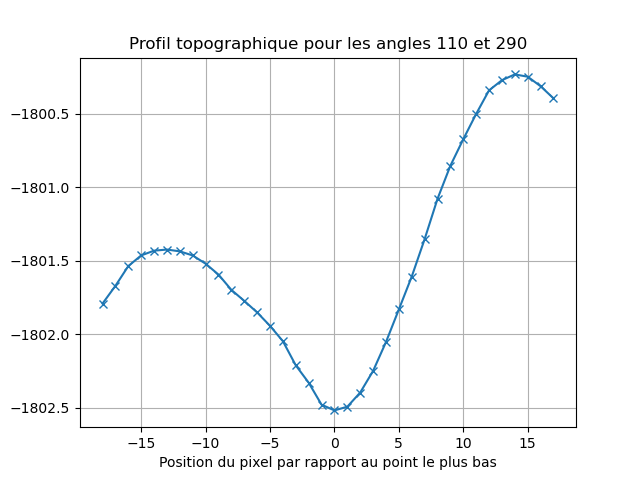 Profil topographique pour les angles 110 et 290
−1800.5
−1801.0
−1801.5
−1802.0
−1802.5
−15 −10 −5 0 5 10 15
Position du pixel par rapport au point le plus bas